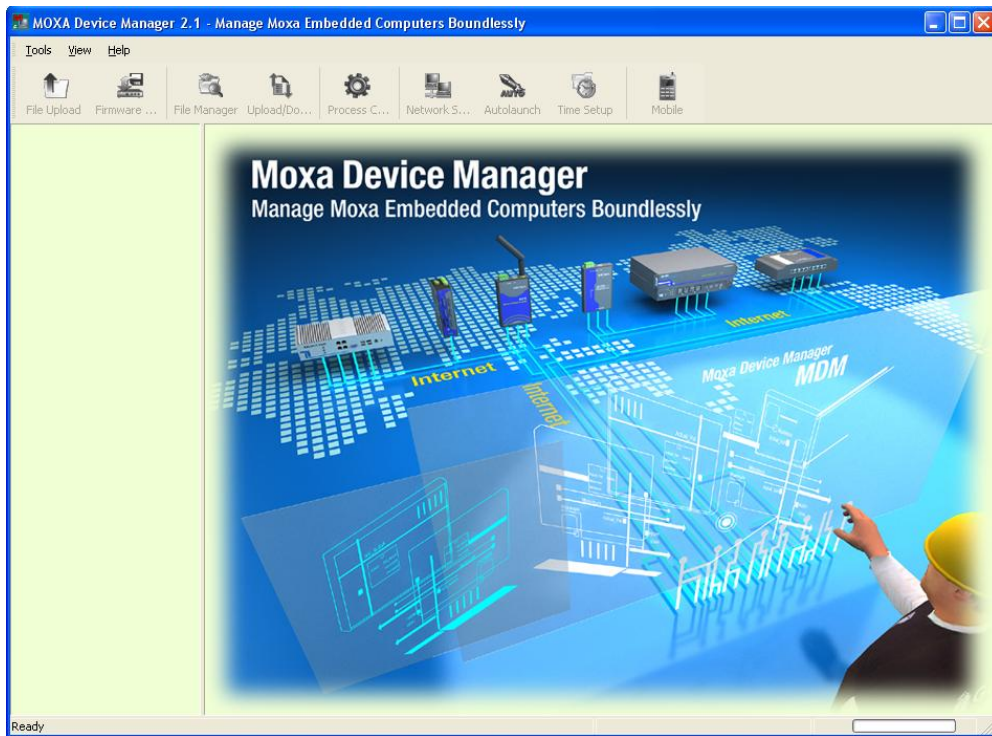 MOXA Device Manager 2.1 - Manage Moxa Embedded Computers Boundlessly
Tools View Help
File Upload Firmware ... File Manager Upload/Do... Process C... Network S... Autolaunch Time Setup Mobile
Moxa Device Manager
Manage Moxa Embedded Computers Boundlessly
Internet
Internet
Internet
Moxa Device Manager
MDM
Ready